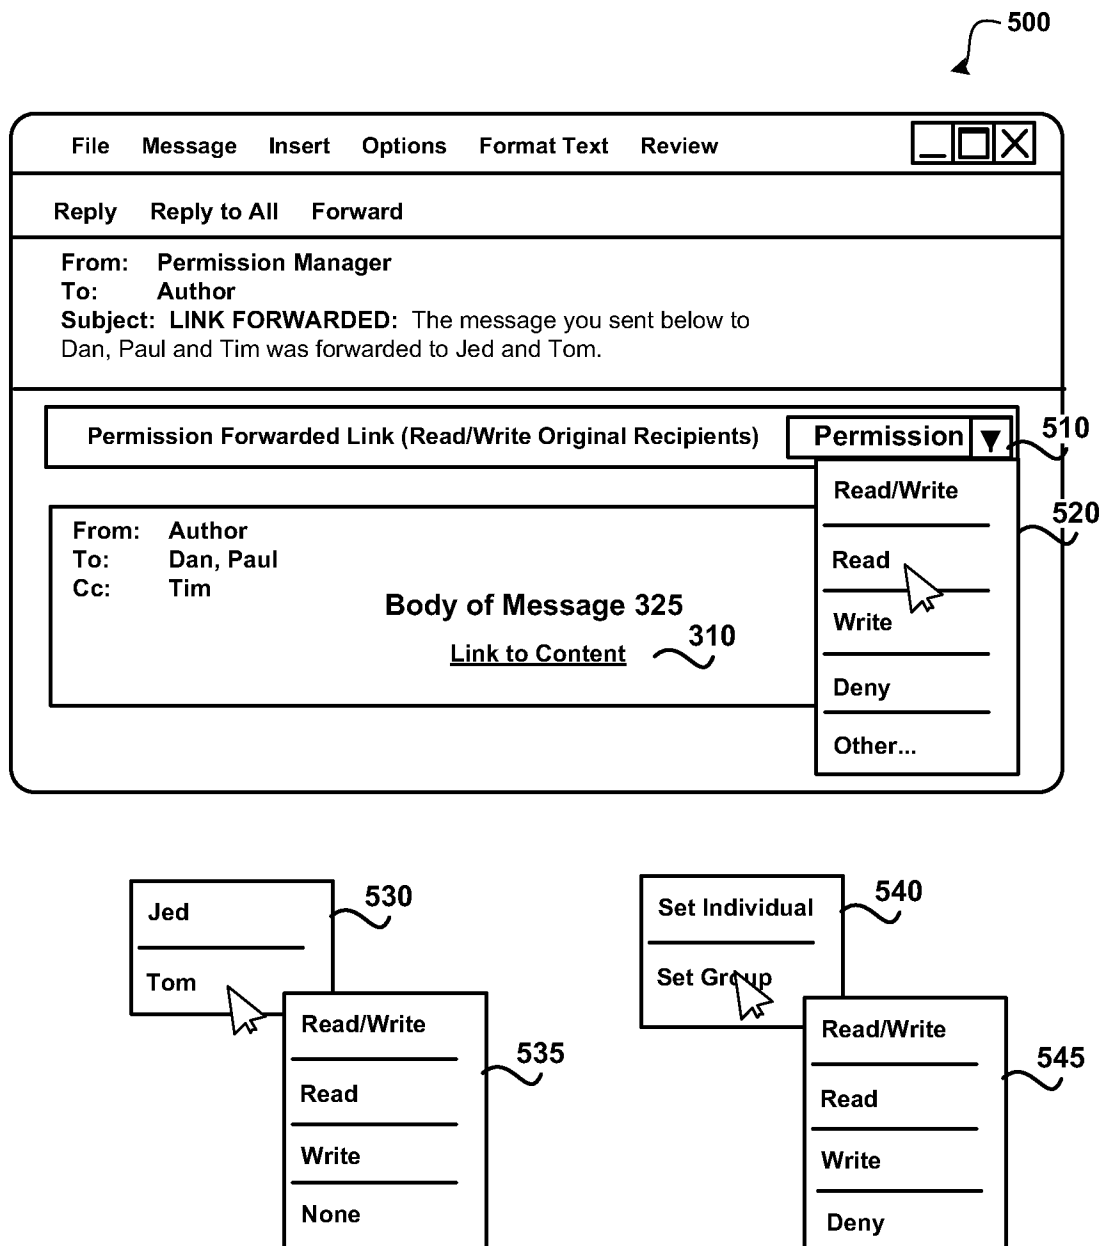 500
File Message Insert Options Format Text Review
Reply Reply to All Forward
From: Permission Manager
To: Author
Subject: LINK FORWARDED: The message you sent below to
Dan, Paul and Tim was forwarded to Jed and Tom.
Permission Forwarded Link (Read/Write Original Recipients) Permission 510
Read/Write
520
Read
Write
Deny
Other...
From: Author
To: Dan, Paul
Cc: Tim
Body of Message 325
Link to Content 310
Jed 530
Tom
Read/Write
535
Read
Write
None
Set Individual 540
Set Group
Read/Write
545
Read
Write
Deny